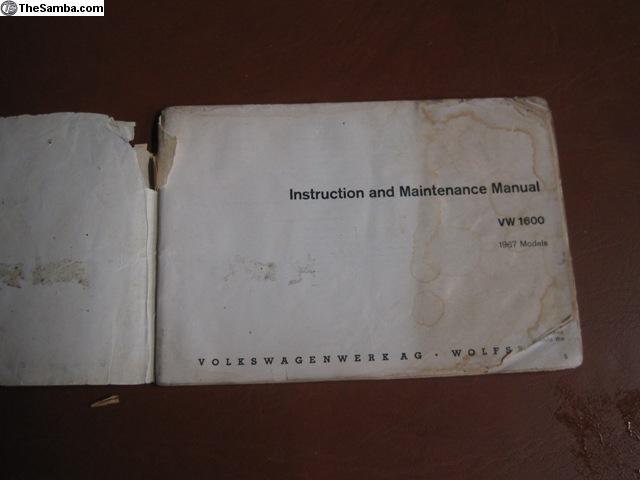 TheSamba.com
Instruction and Maintenance Manual
VW 1600
1967 Models
VOLKSWAGENWERK AG · WOLFS